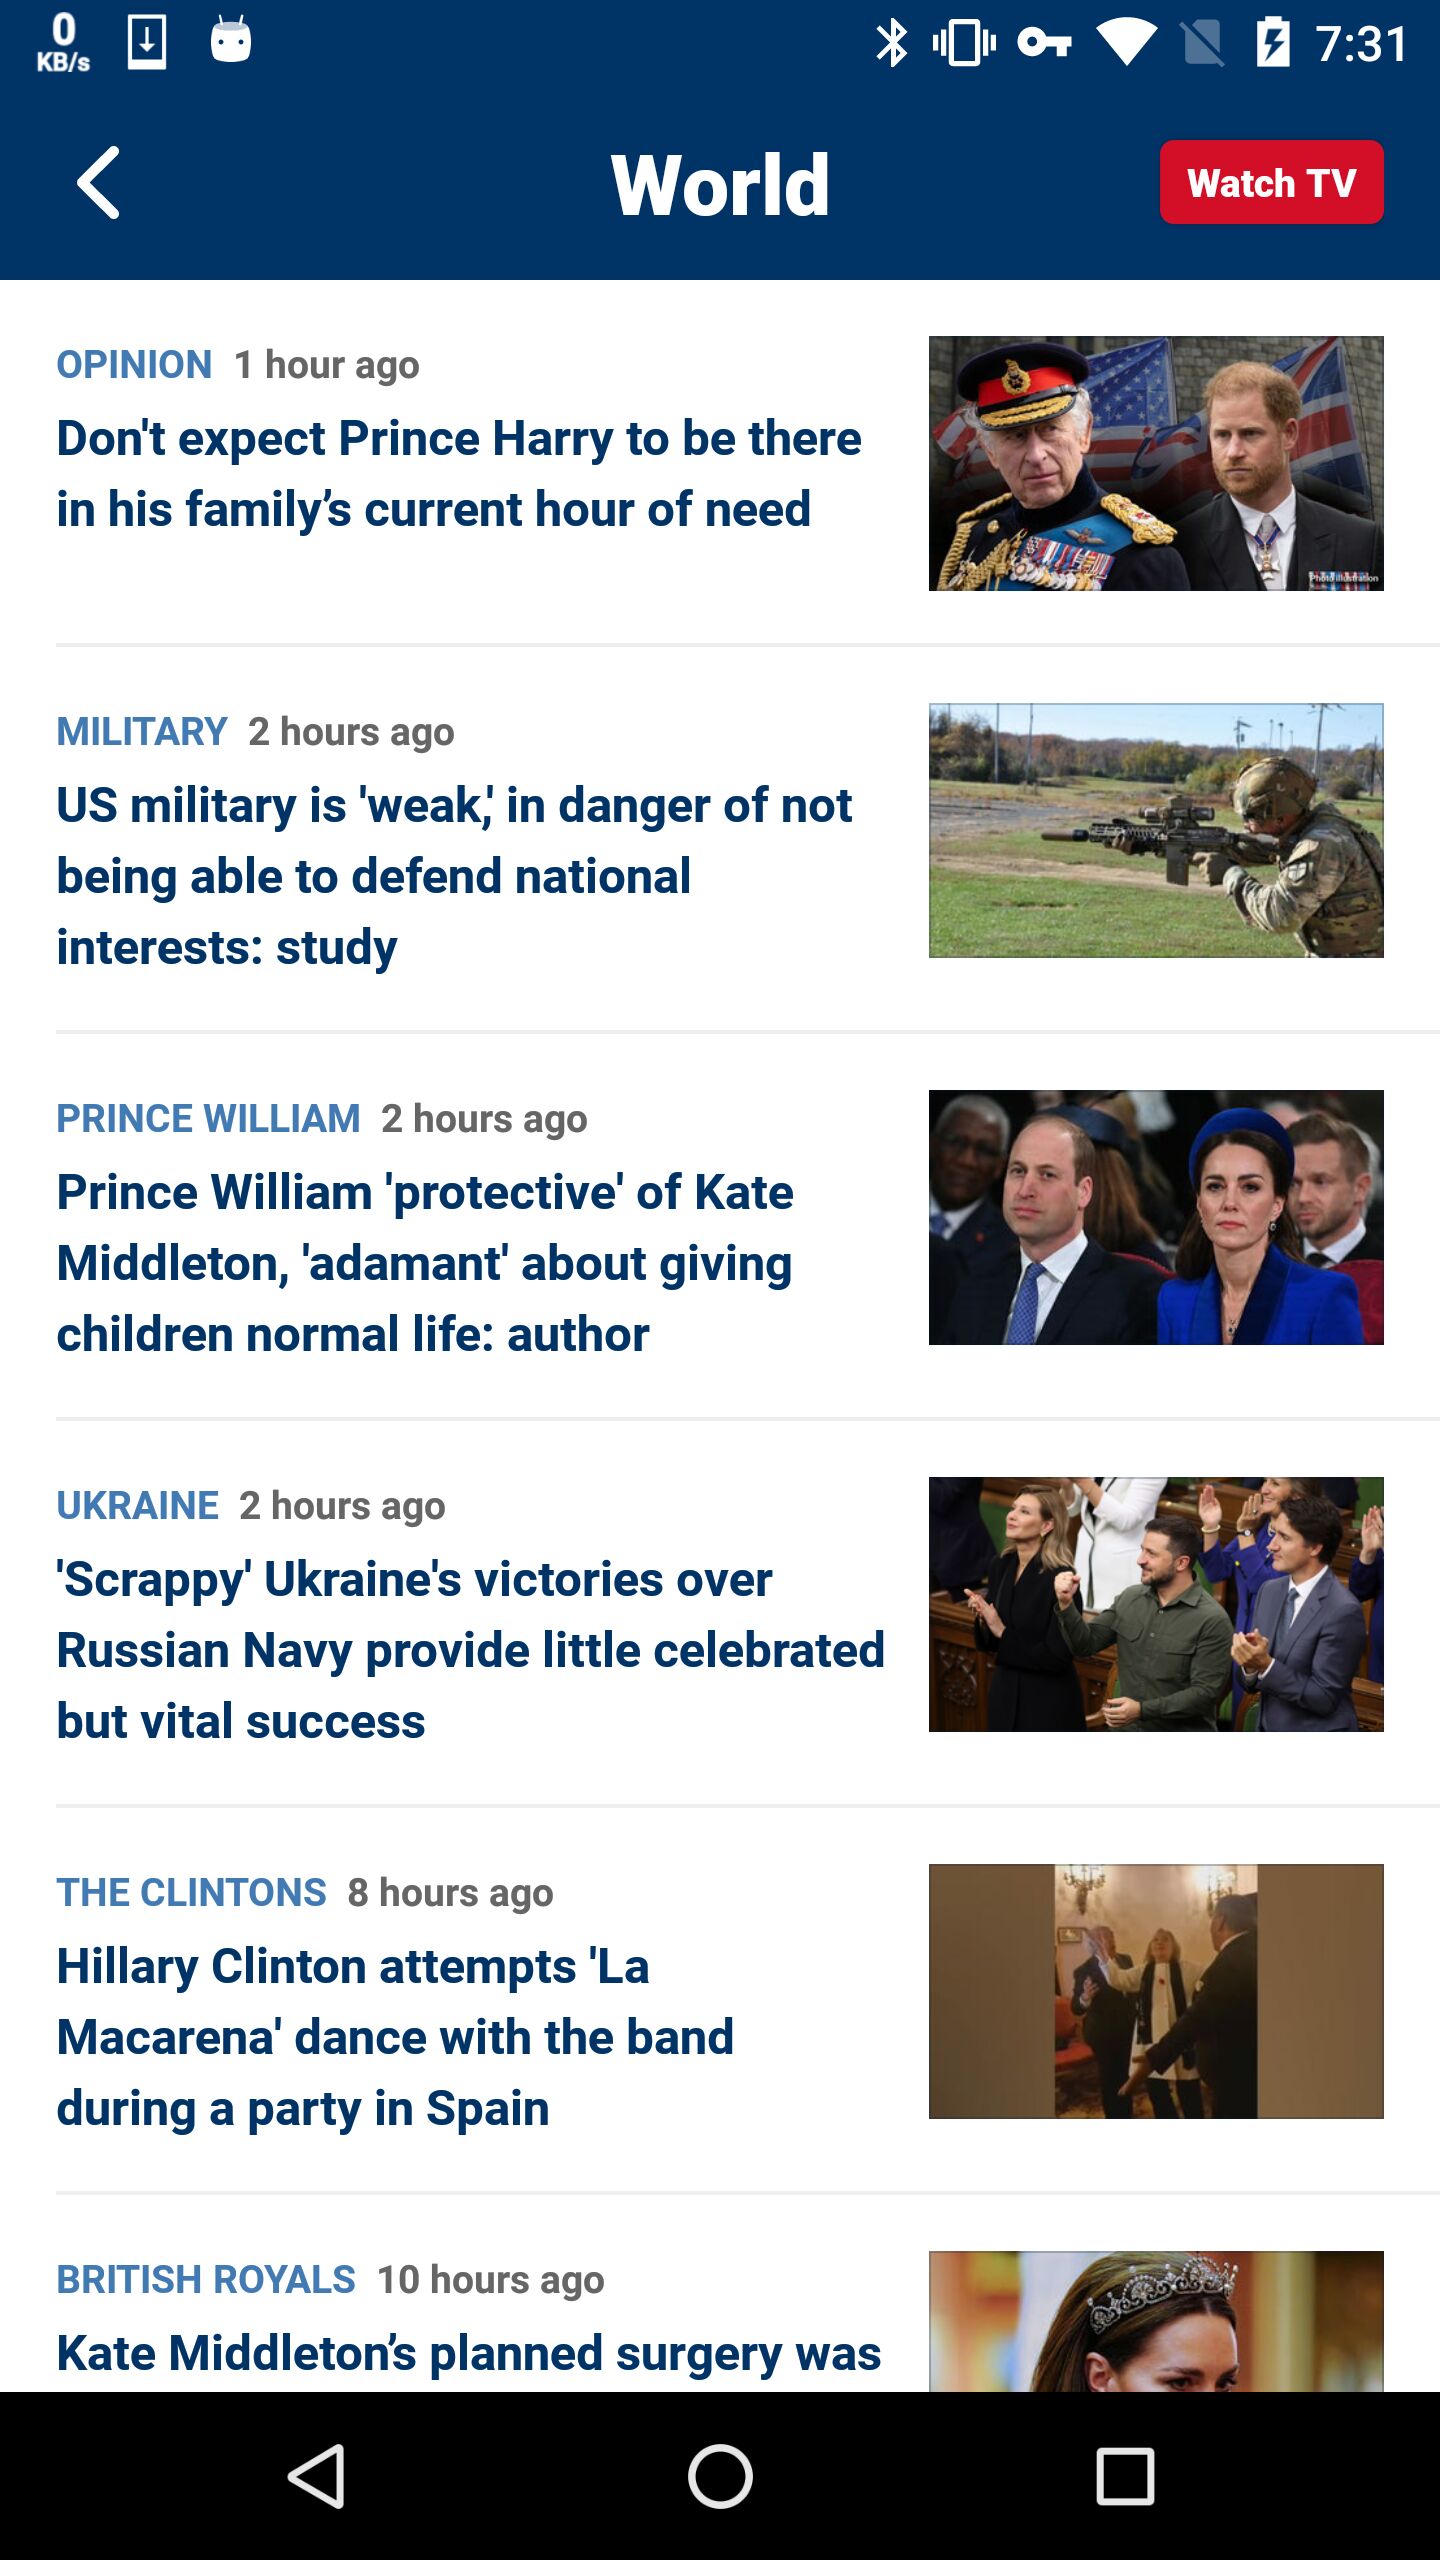 0
KB/s
7:31
World
Watch TV
OPINION 1 hour ago
Don't expect Prince Harry to be there
in his family’s current hour of need
Photo illustration
MILITARY 2 hours ago
US military is 'weak,' in danger of not
being able to defend national
interests: study
PRINCE WILLIAM 2 hours ago
Prince William 'protective' of Kate
Middleton, 'adamant' about giving
children normal life: author
UKRAINE 2 hours ago
'Scrappy' Ukraine's victories over
Russian Navy provide little celebrated
but vital success
THE CLINTONS 8 hours ago
Hillary Clinton attempts 'La
Macarena' dance with the band
during a party in Spain
BRITISH ROYALS 10 hours ago
Kate Middleton’s planned surgery was